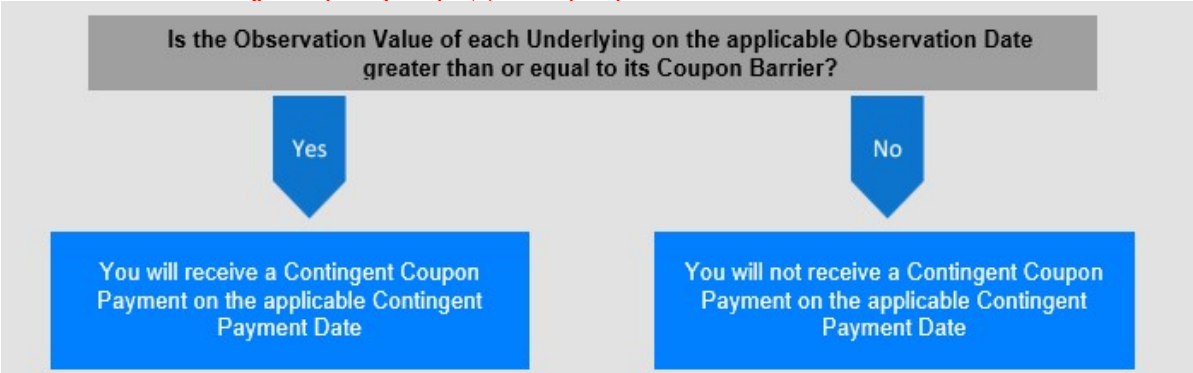 Is the Observation Value of each Underlying on the applicable Observation Date
greater than or equal to its Coupon Barrier?
Yes
No
You will receive a Contingent Coupon
Payment on the applicable Contingent
Payment Date
You will not receive a Contingent Coupon
Payment on the applicable Contingent
Payment Date